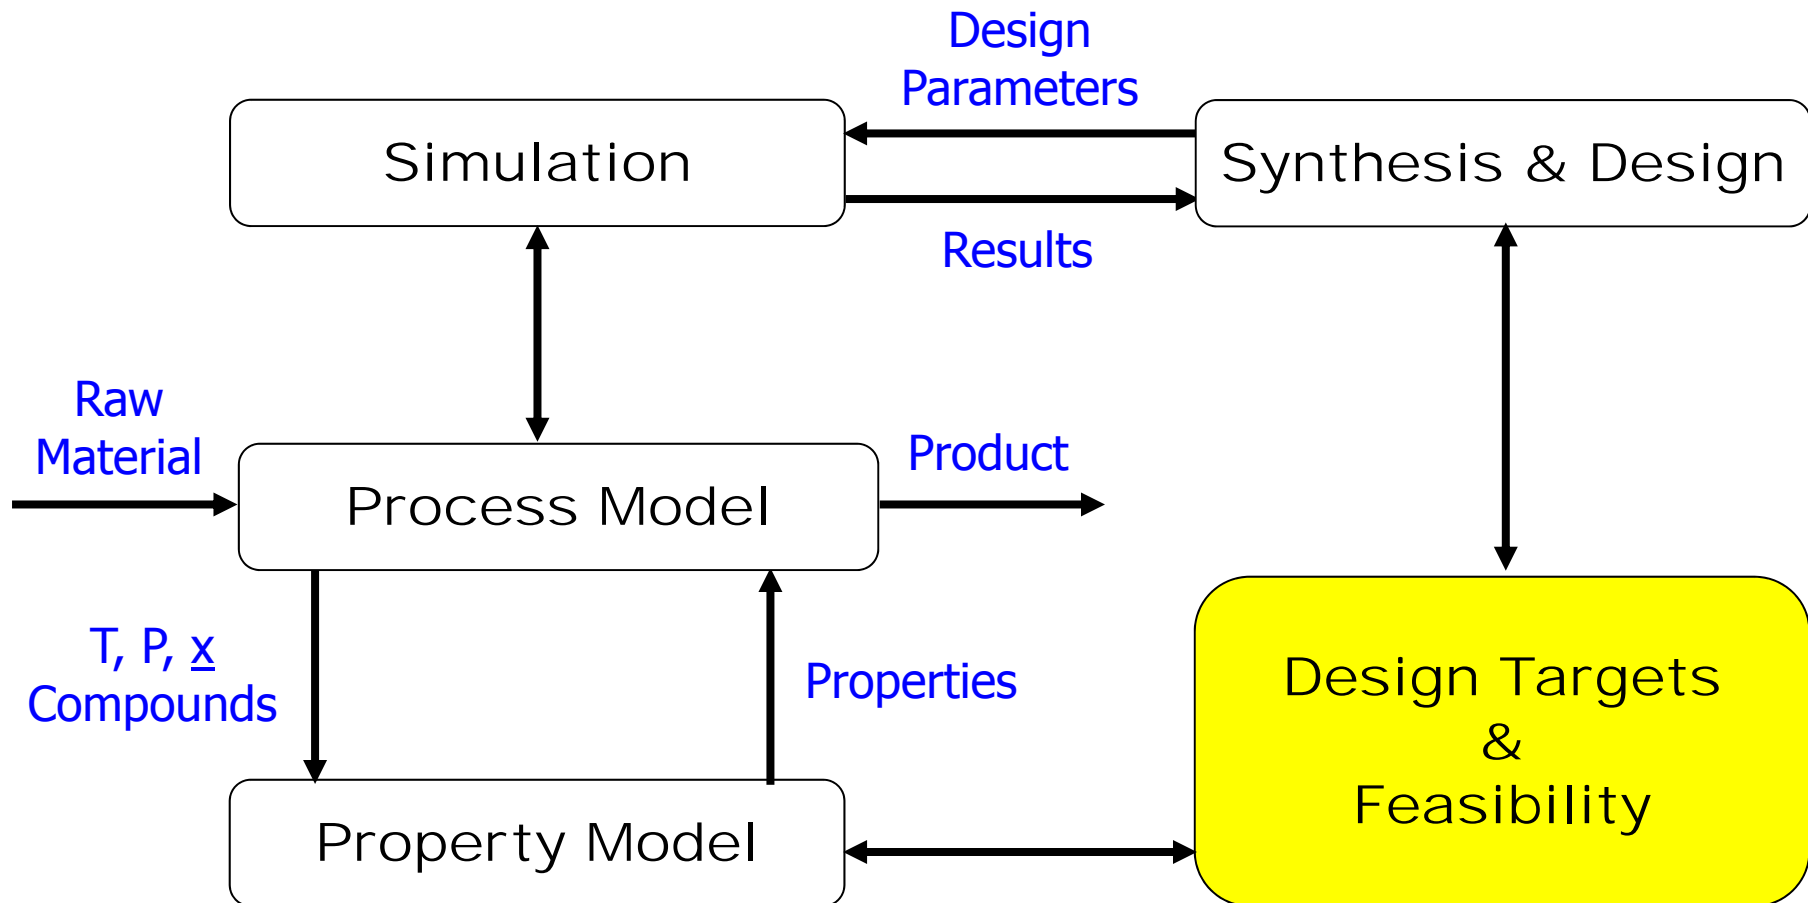 Design
Parameters
Simulation
Synthesis & Design
Results
Raw
Material
Product
Process Model
T, P, x
Compounds
Properties
Design Targets
&
Feasibility
Property Model